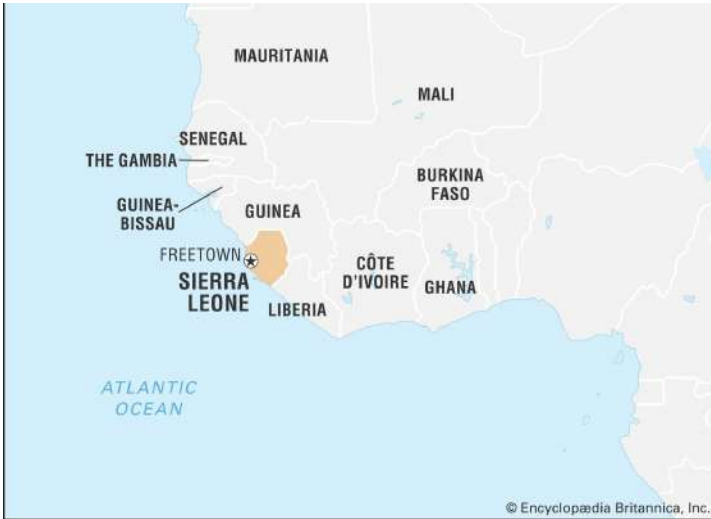 MAURITANIA
MALI
SENEGAL
THE GAMBIA
BURKINA
FASO
GUINEA-
BISSAU
GUINEA
FREETOWN
SIERRA
LEONE
CÔTE
D'IVOIRE
GHANA
LIBERIA
ATLANTIC
OCEAN
© Encyclopædia Britannica, Inc.